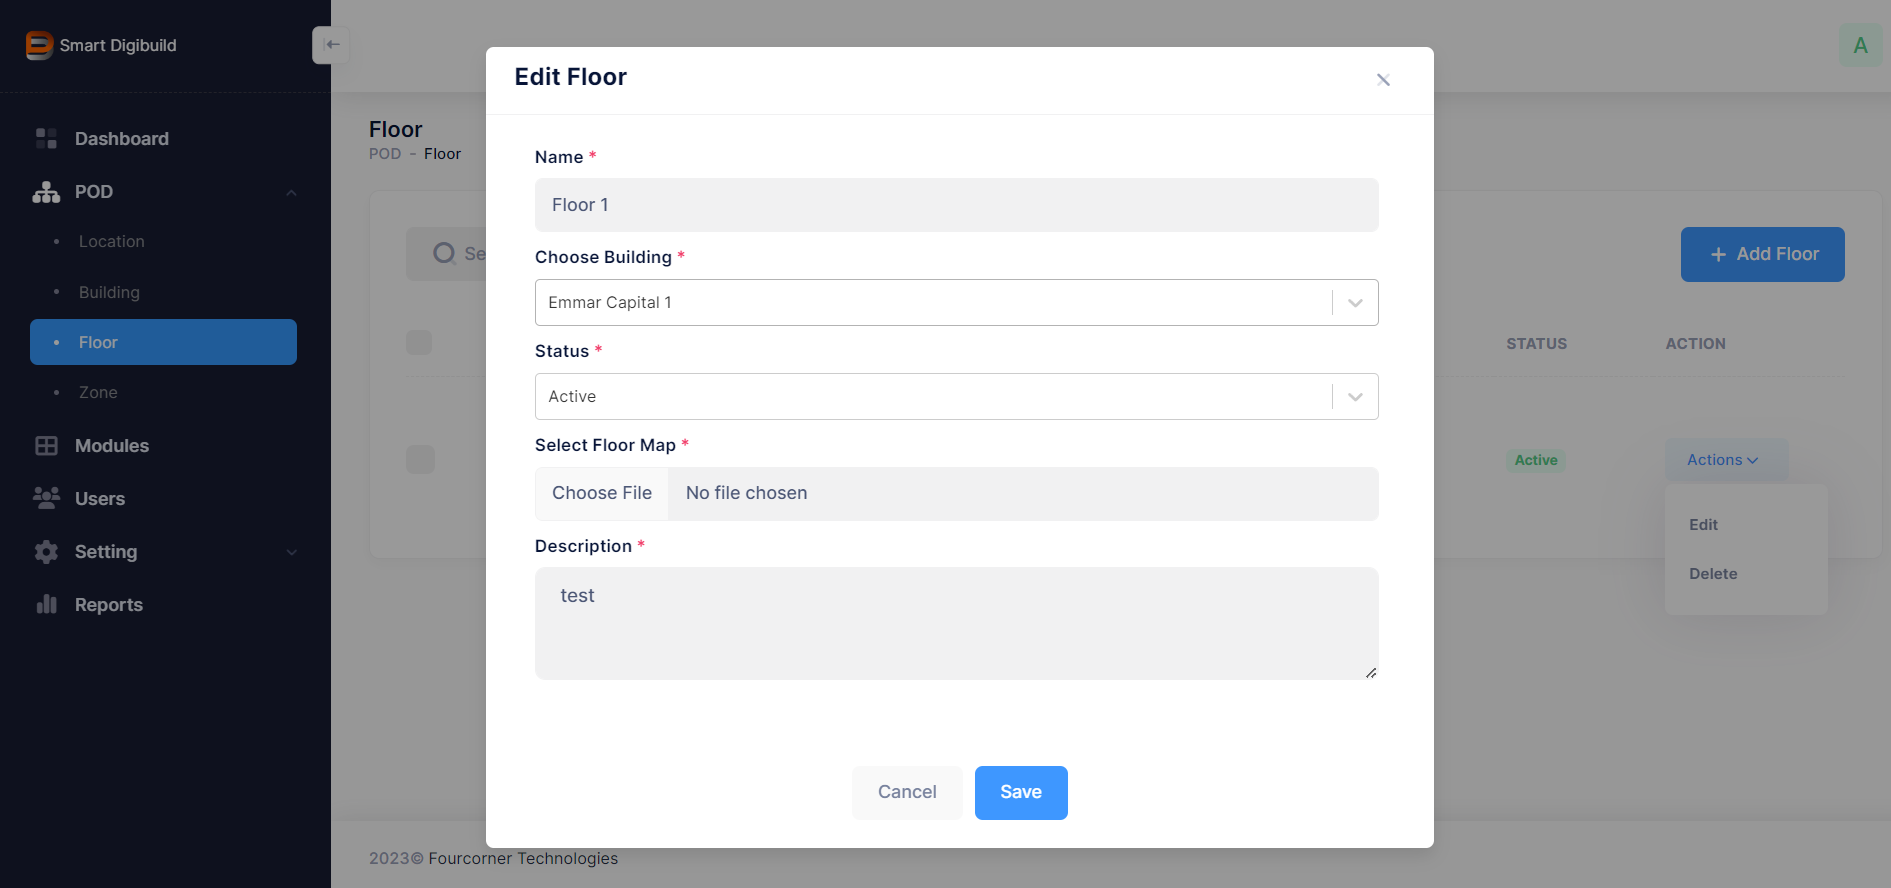 Smart Digibuild
Dashboard
POD
Location
Building
Floor
Zone
Modules
Users
Setting
Reports
A
Floor
POD - Floor
Se
+ Add Floor
STATUS
ACTION
Active
Actions
Edit
Delete
Edit Floor
Name *
Floor 1
Choose Building *
Emmar Capital 1
Status *
Active
Select Floor Map *
Choose File
No file chosen
Description *
test
Cancel
Save
2023© Fourcorner Technologies